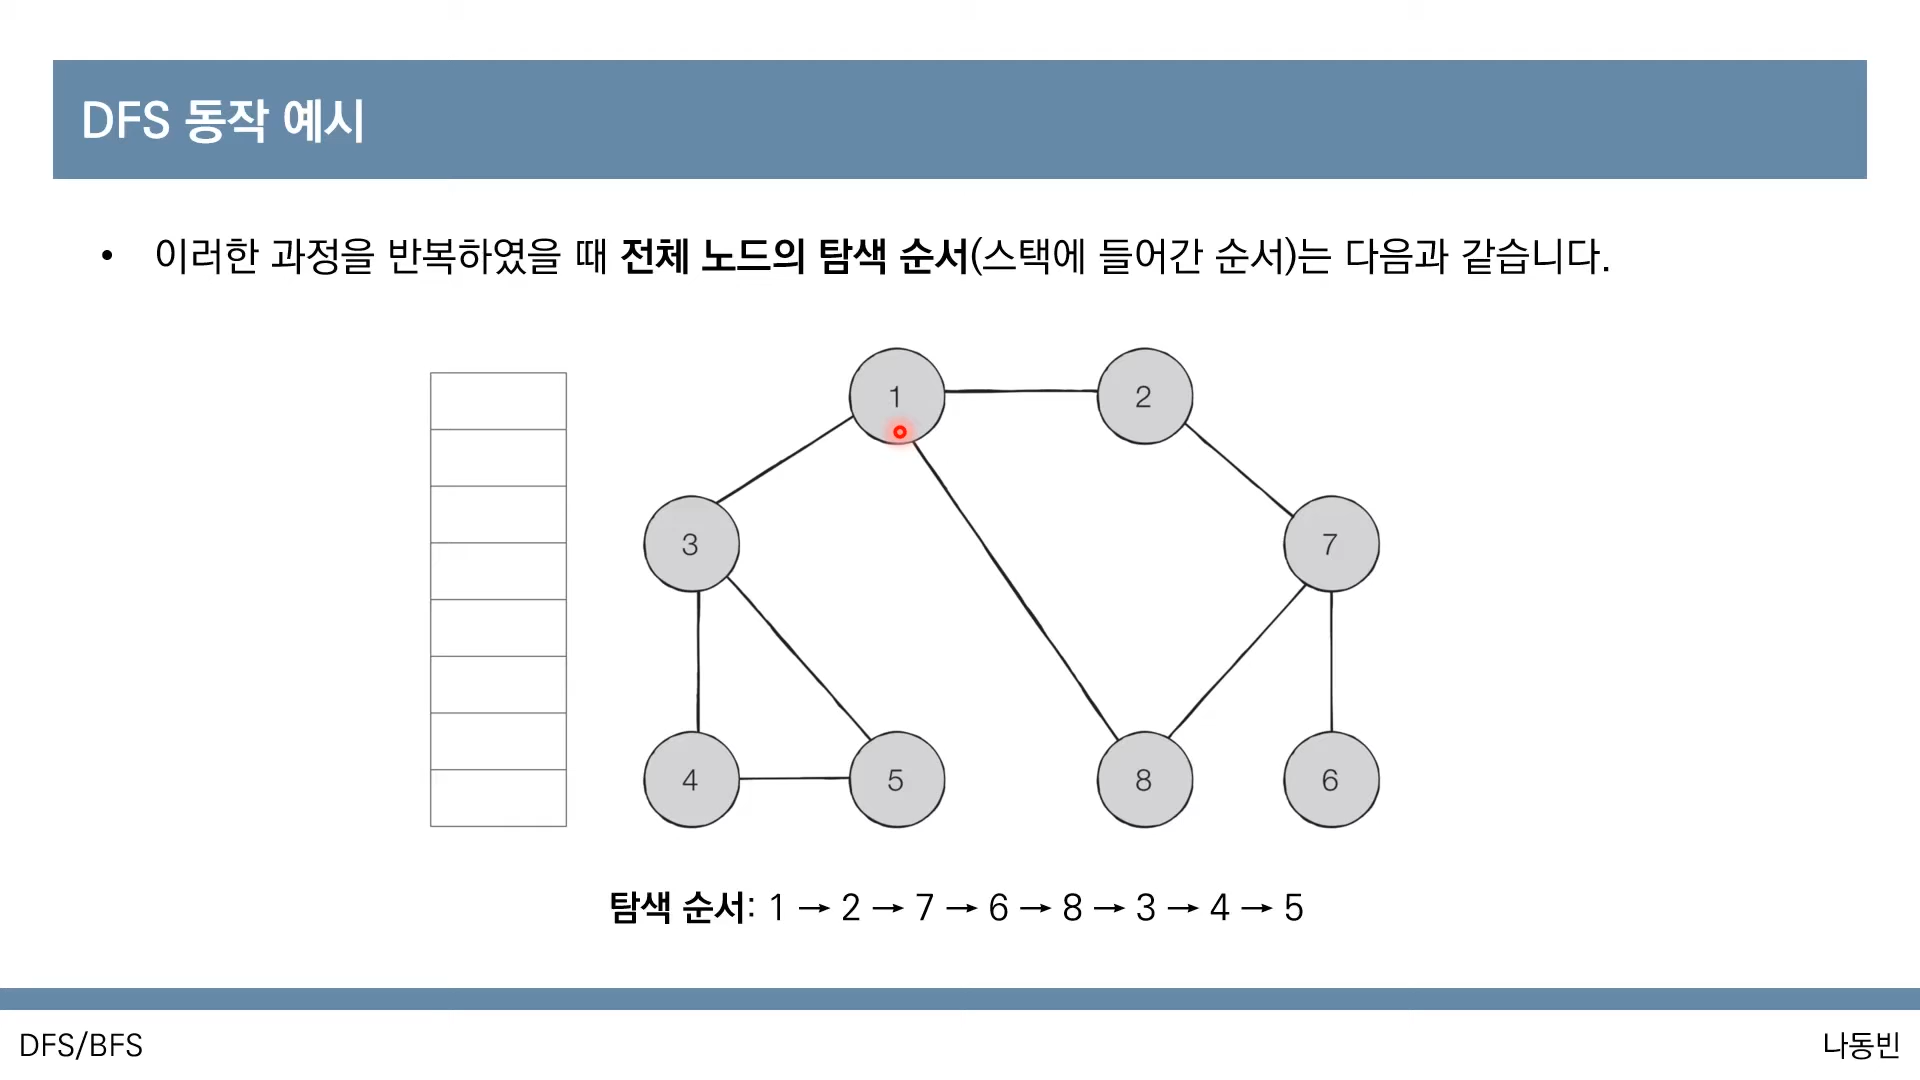 DFS 동작 예시
• 이러한 과정을 반복하였을 때 전체 노드의 탐색 순서(스택에 들어간 순서)는 다음과 같습니다.
1
2
3
7
4
5
8
6
탐색 순서: 1 → 2 → 7 → 6 → 8 → 3 → 4 → 5
DFS/BFS
나동빈